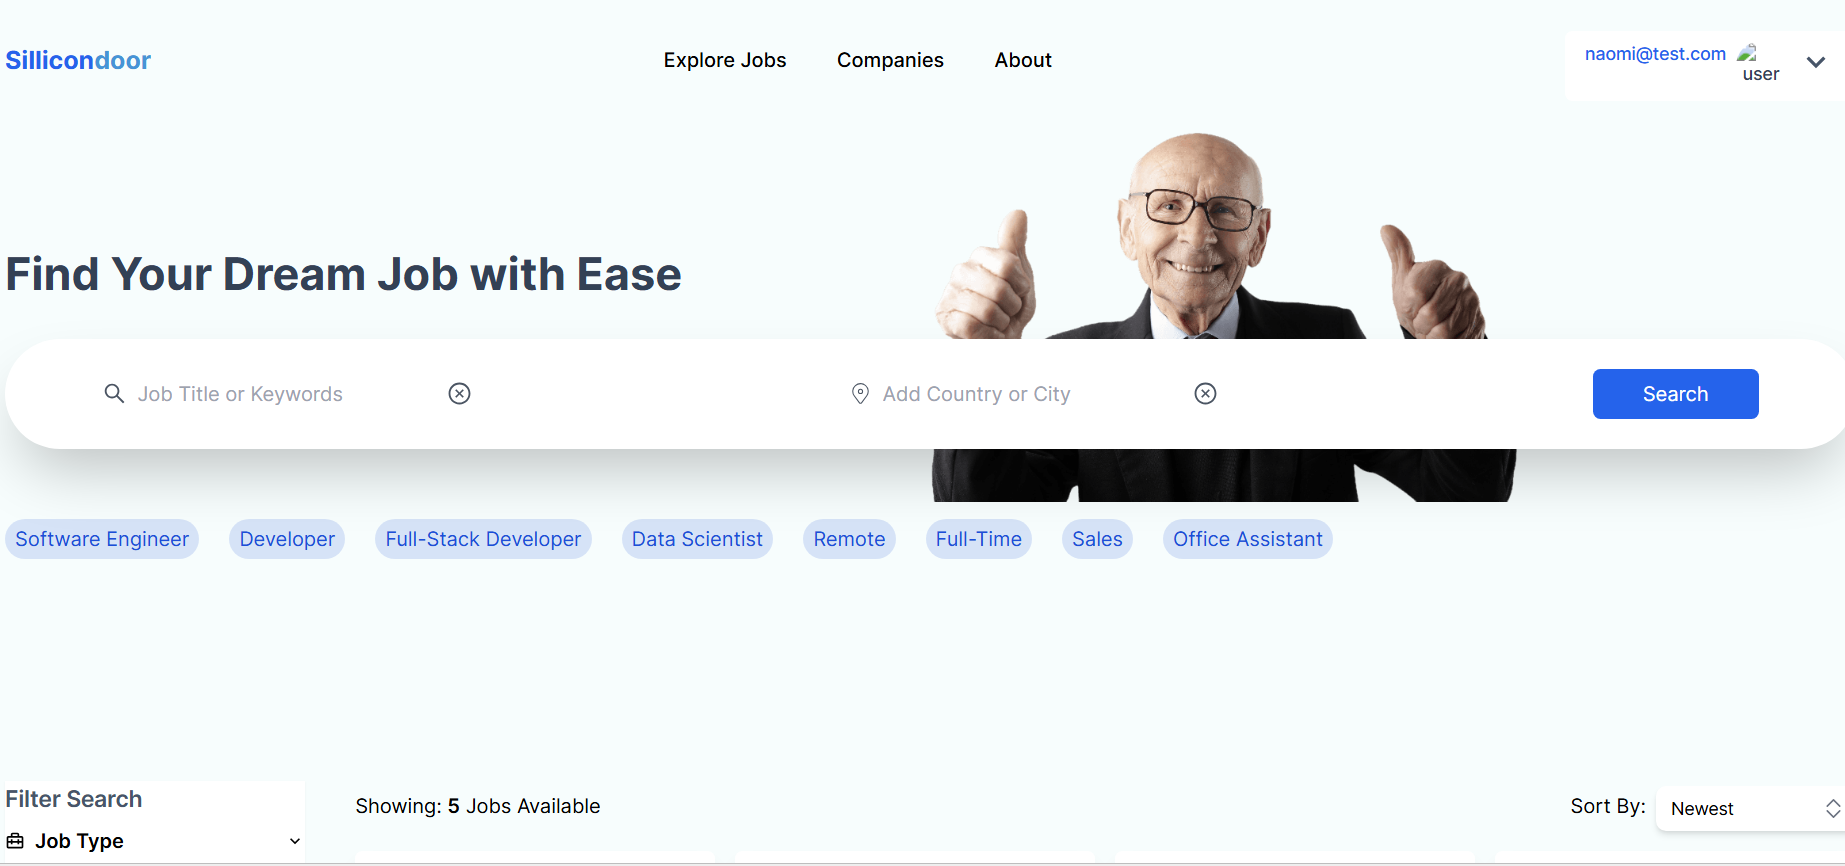 Sillicondoor
Explore Jobs
Companies
About
naomi@test.com
user
Find Your Dream Job with Ease
Job Title or Keywords
Add Country or City
Search
Software Engineer
Developer
Full-Stack Developer
Data Scientist
Remote
Full-Time
Sales
Office Assistant
Filter Search
Job Type
Showing: 5 Jobs Available
Sort By:
Newest